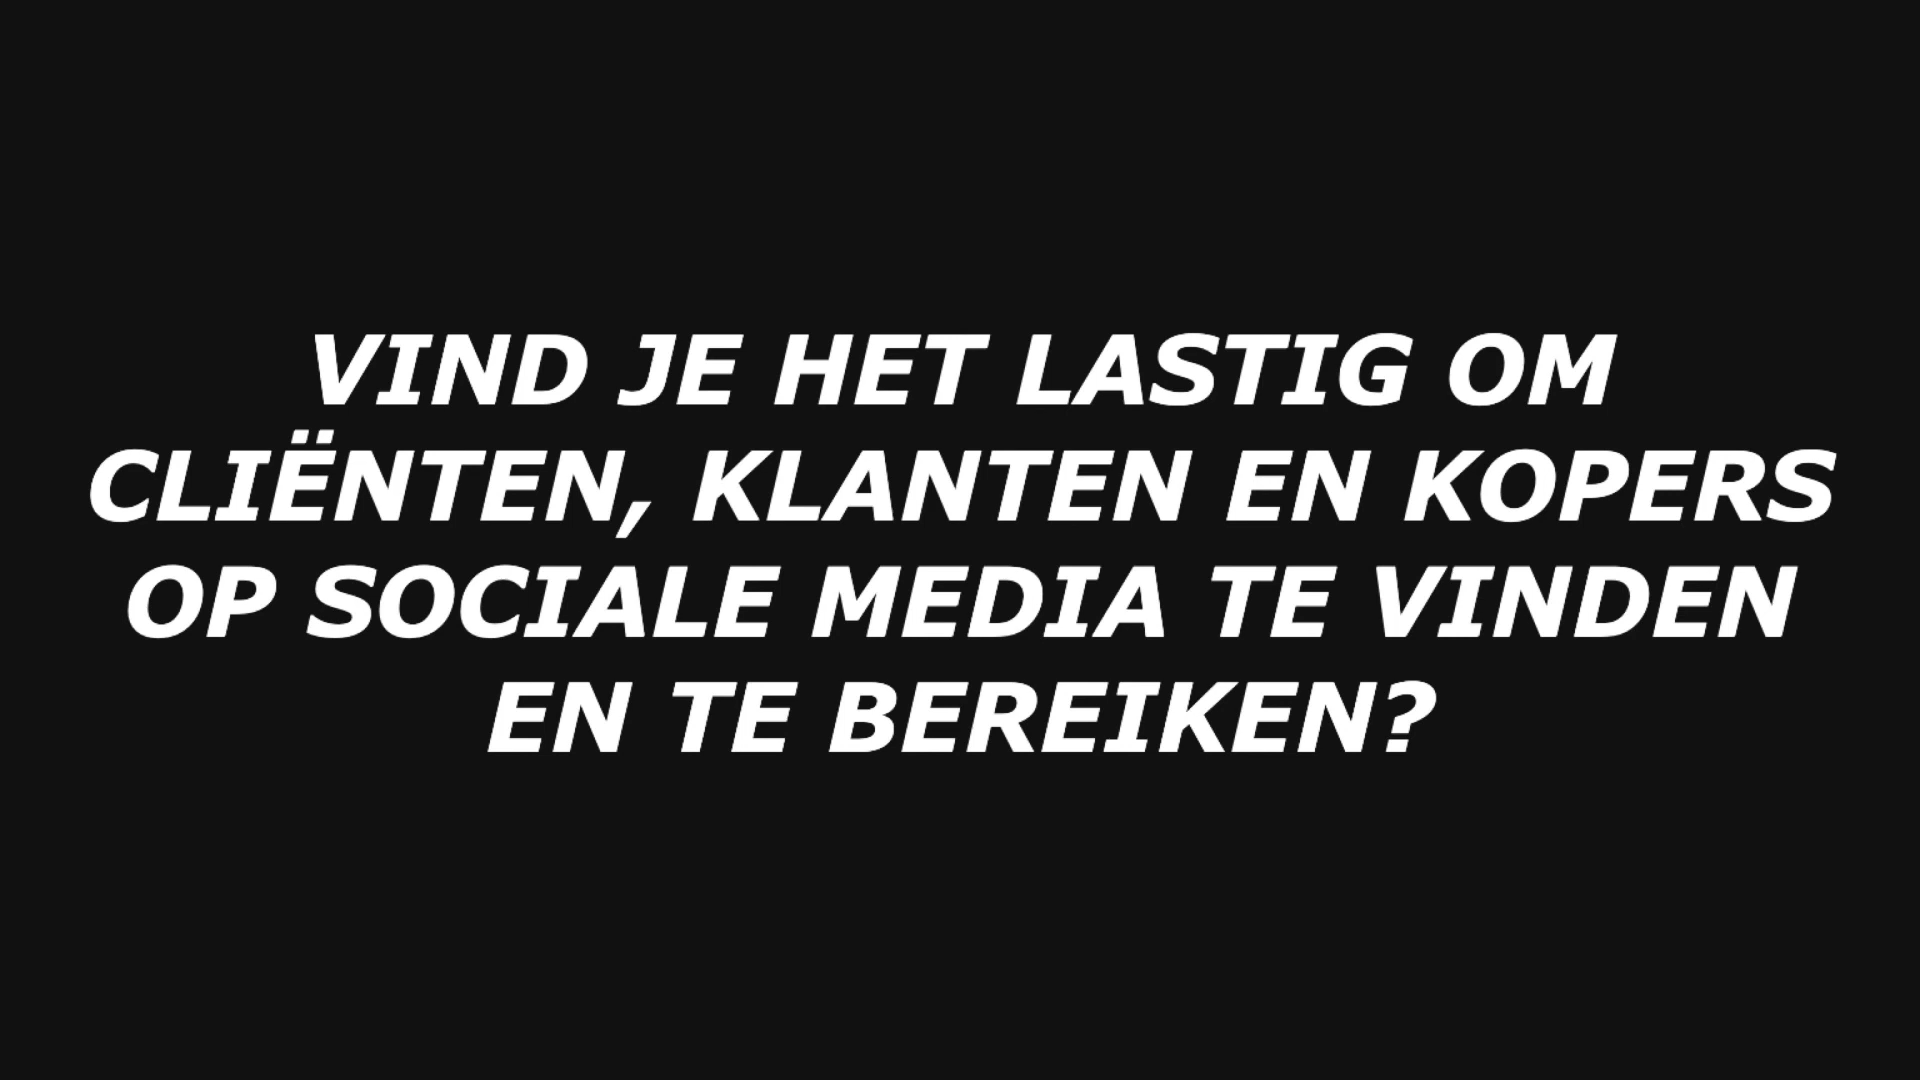 VIND JE HET LASTIG OM
CLIËNTEN, KLANTEN EN KOPERS
OP SOCIALE MEDIA TE VINDEN
EN TE BEREIKEN?